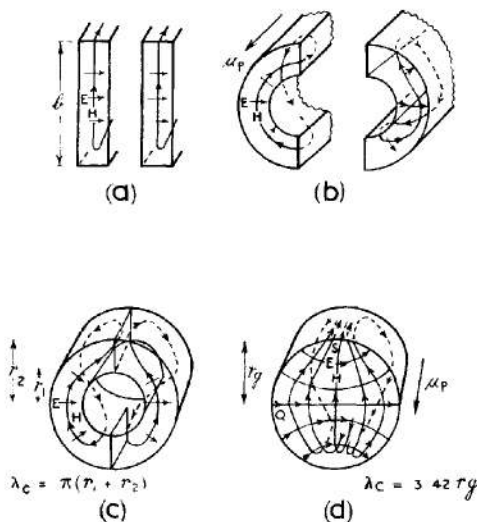 b
E
H
(a)
μP
E
H
(b)
r2
r1
E
H
λc = π(r1 + r2)
(c)
rg
S
E
H
Q
μP
λc = 3 42 rg
(d)